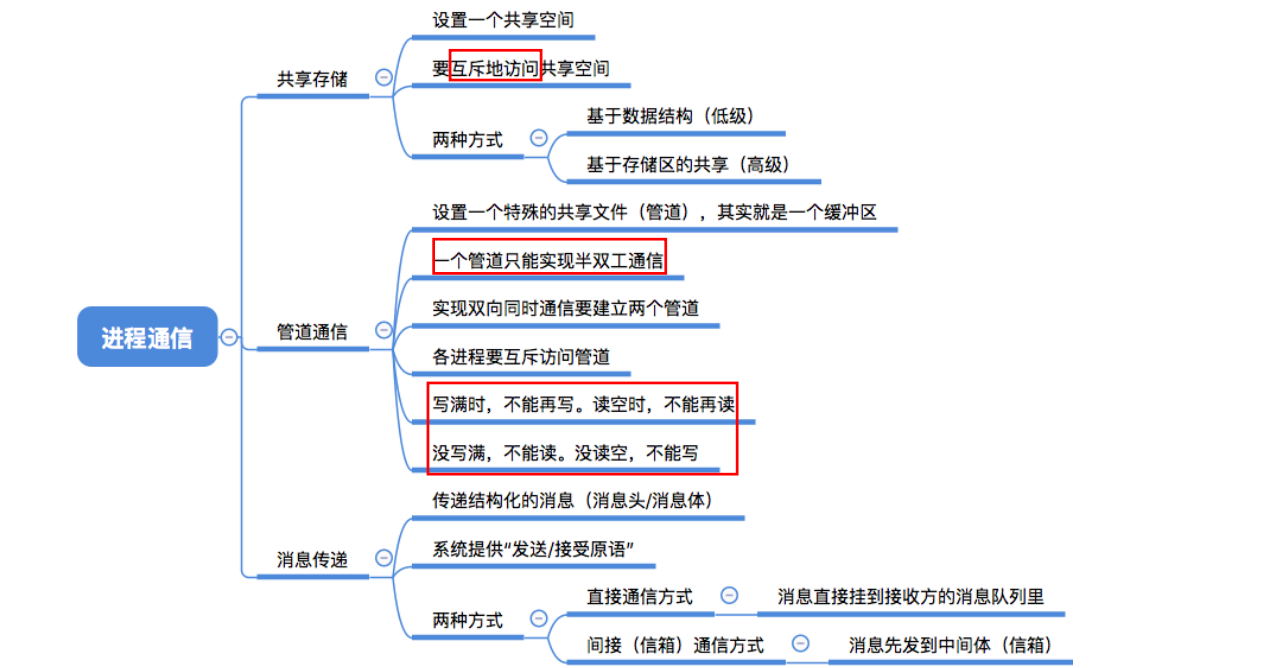 设置一个共享空间
共享存储
要互斥地访问共享空间
两种方式
基于数据结构（低级）
基于存储区的共享（高级）
设置一个特殊的共享文件（管道），其实就是一个缓冲区
一个管道只能实现半双工通信
实现双向同时通信要建立两个管道
进程通信
管道通信
各进程要互斥访问管道
写满时，不能再写。读空时，不能再读
没写满，不能读。没读空，不能写
传递结构化的消息（消息头/消息体）
消息传递
系统提供“发送/接受原语”
两种方式
直接通信方式
消息直接挂到接收方的消息队列里
间接（信箱）通信方式
消息先发到中间体（信箱）